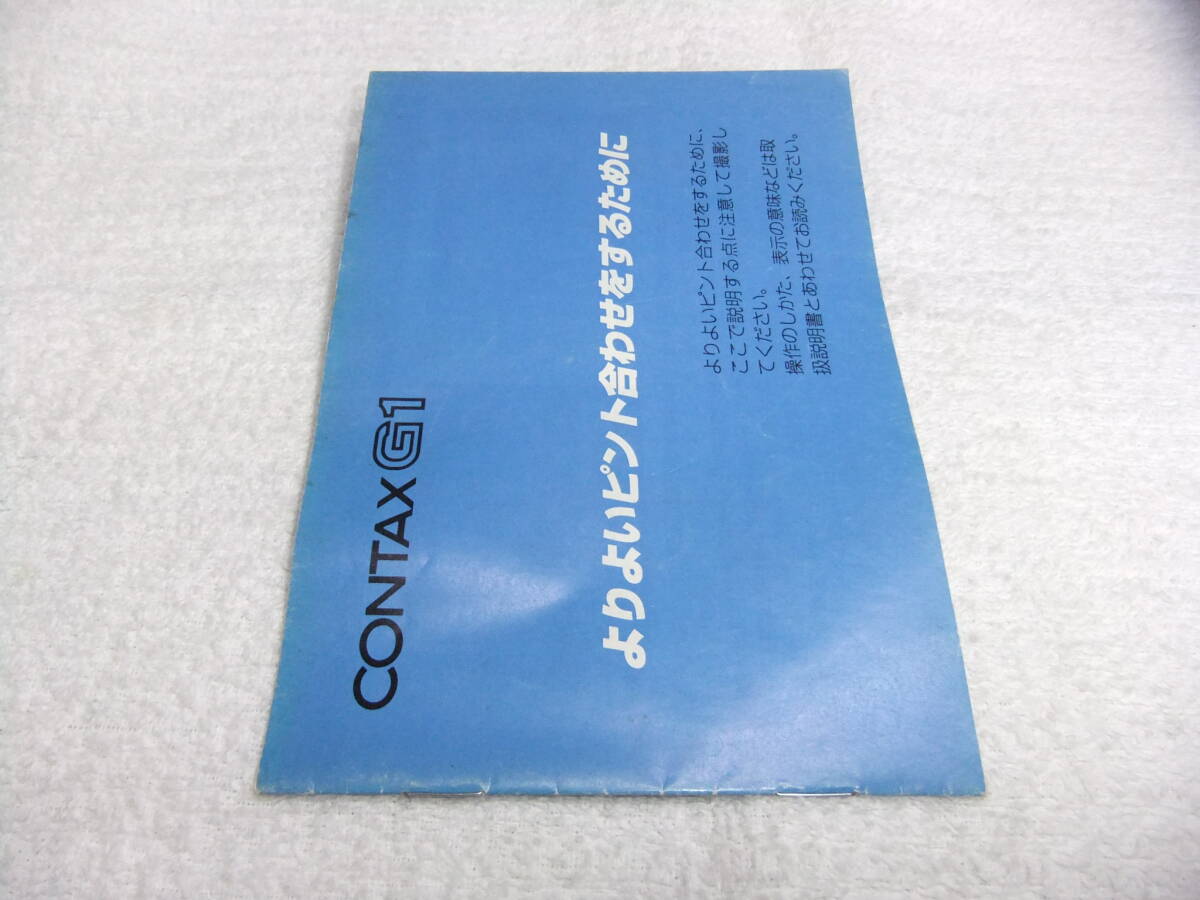 CONTAX G1
よりよいピント合わせをするために
よりよいピント合わせをするために、
ここで説明する点に注意して撮影し
てください。
操作のしかた、表示の意味などは取
扱説明書とあわせてお読みください。